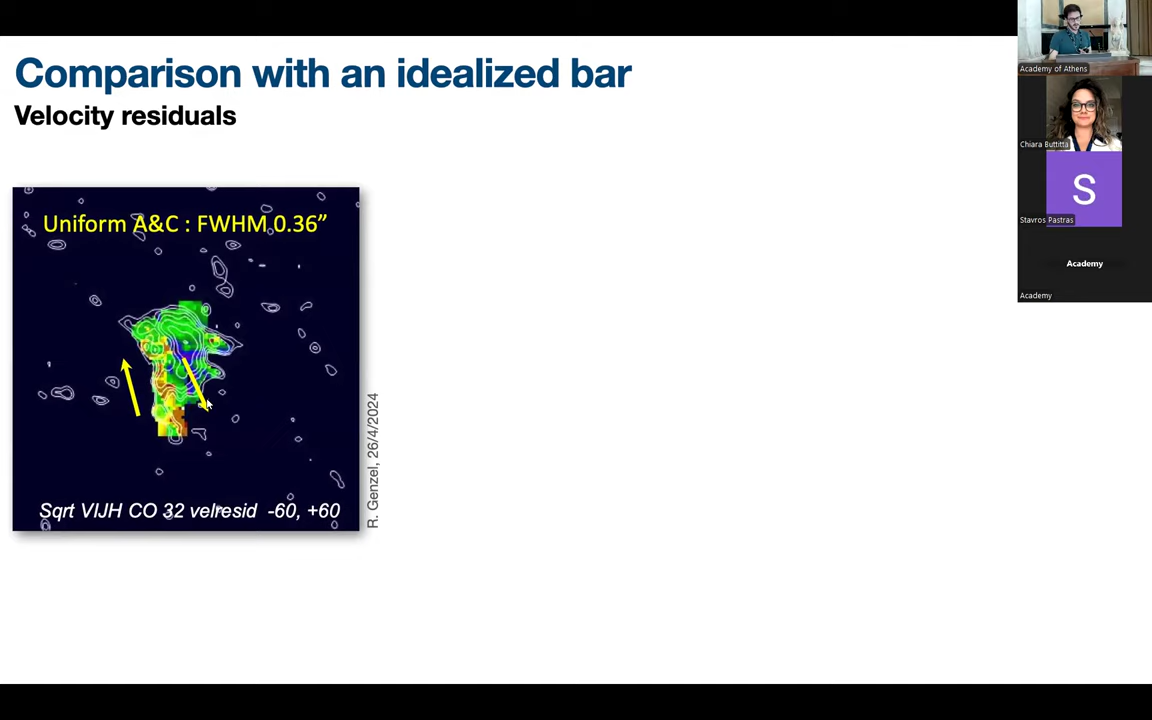 Comparison with an idealized bar
Velocity residuals
Uniform A&C : FWHM 0.36”
Sqrt VIJH CO 32 velresid -60, +60
R. Genzel, 26/4/2024
Academy of Athens
Chiara Buttitta
S
Stavros Pastras
Academy
Academy